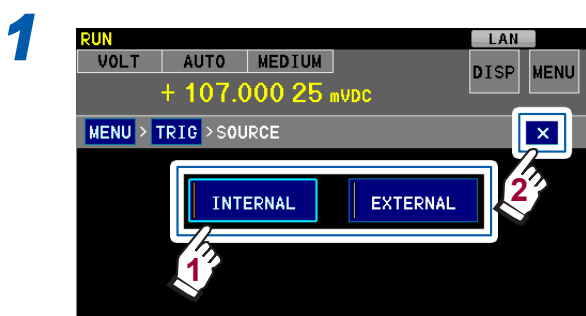 1
RUN LAN
VOLT AUTO MEDIUM DISP MENU
+ 107.000 25 mVDC
MENU > TRIG > SOURCE ×
INTERNAL EXTERNAL
1 2